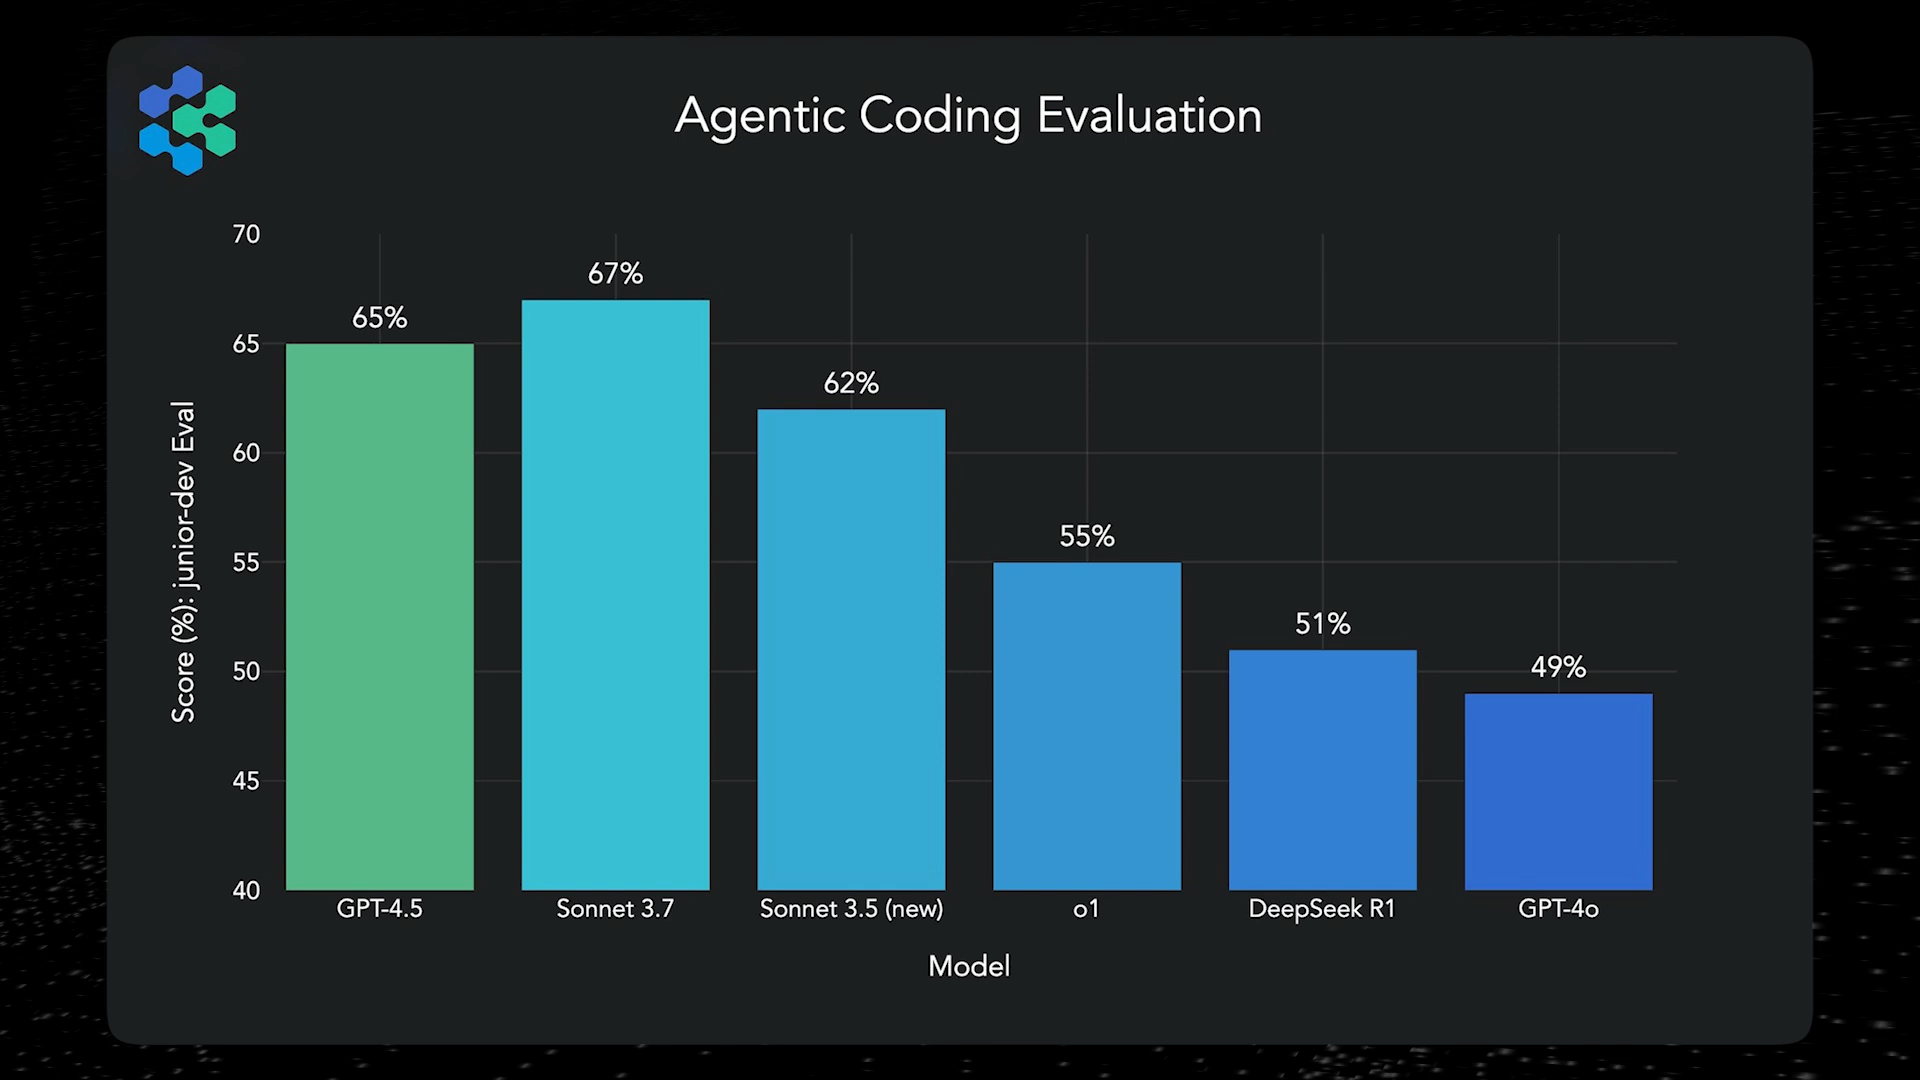 Agentic Coding Evaluation
70
65
60
55
50
45
40
Score (%): junior-dev Eval
65%
67%
62%
55%
51%
49%
GPT-4.5
Sonnet 3.7
Sonnet 3.5 (new)
o1
DeepSeek R1
GPT-4o
Model